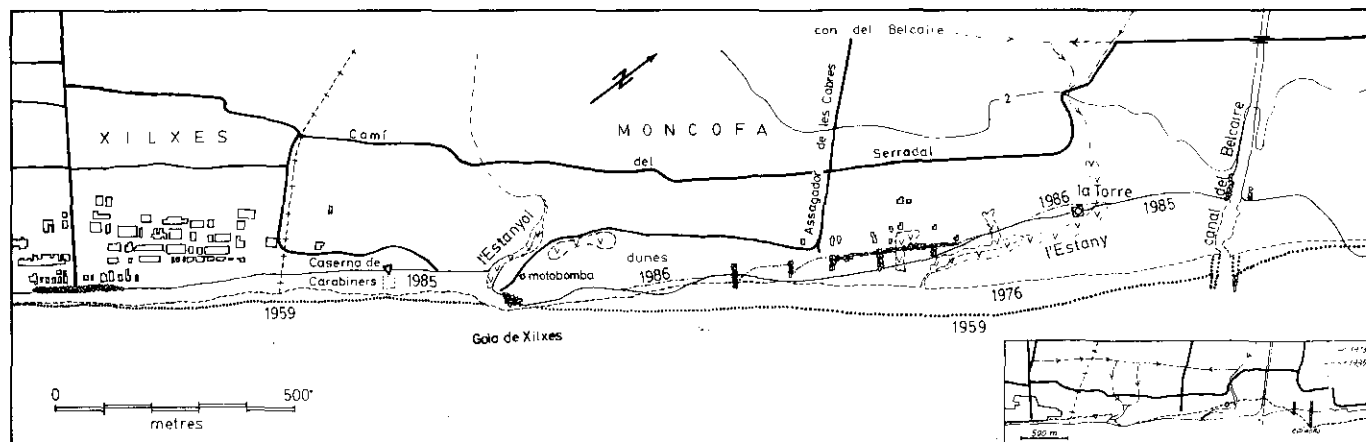 con del Belcaire
N
2
XILXES
MONCOFA
Camí
del
Serradal
Assagador de les Cabres
canal del Belcaire
l'Estanyol
1986
la Torre
1985
l'Estany
Caserna de
Carabiners
1985
motobomba
dunes
1986
1976
1959
1959
Gola de Xilxes
0
500
metres
500 m